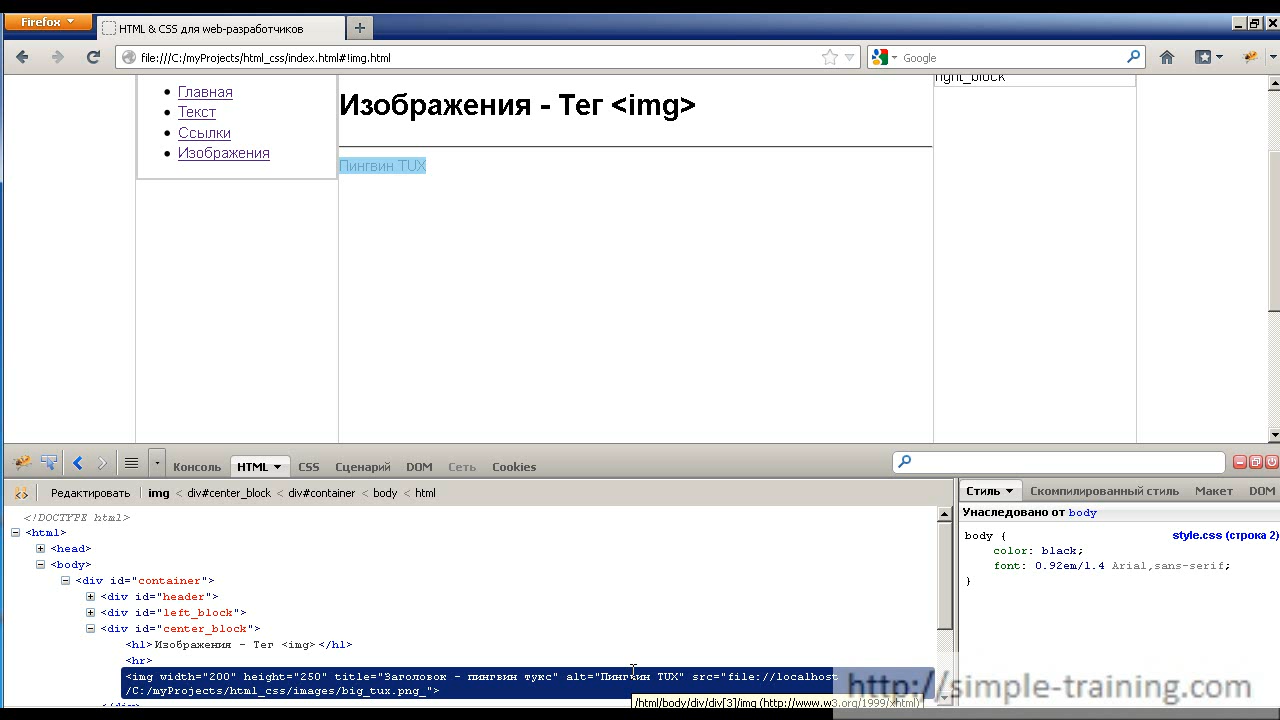 Firefox
HTML & CSS для web-разработчиков
file:///C:/myProjects/html_css/index.html#!img.html
Google
right_block
Главная
Текст
Ссылки
Изображения
Изображения - Тег <img>
Пингвин TUX
Консоль HTML CSS Сценарий DOM Сеть Cookies
Редактировать img < div#center_block < div#container < body < html
Стиль Скомпилированный стиль Макет DOM
<!DOCTYPE html>
<html>
<head>
<body>
<div id="container">
<div id="header">
<div id="left_block">
<div id="center_block">
<h1>Изображения - Тег <img></h1>
<hr>
<img width="200" height="250" title="Заголовок - пингвин тукс" alt="Пингвин TUX" src="file://localhost
/C:/myProjects/html_css/images/big_tux.png_">
/html/body/div/div[3]/img (http://www.w3.org/1999/xhtml)
Унаследовано от body
body {
style.css (строка 2)
color: black;
font: 0.92em/1.4 Arial,sans-serif;
}
http://simple-training.com